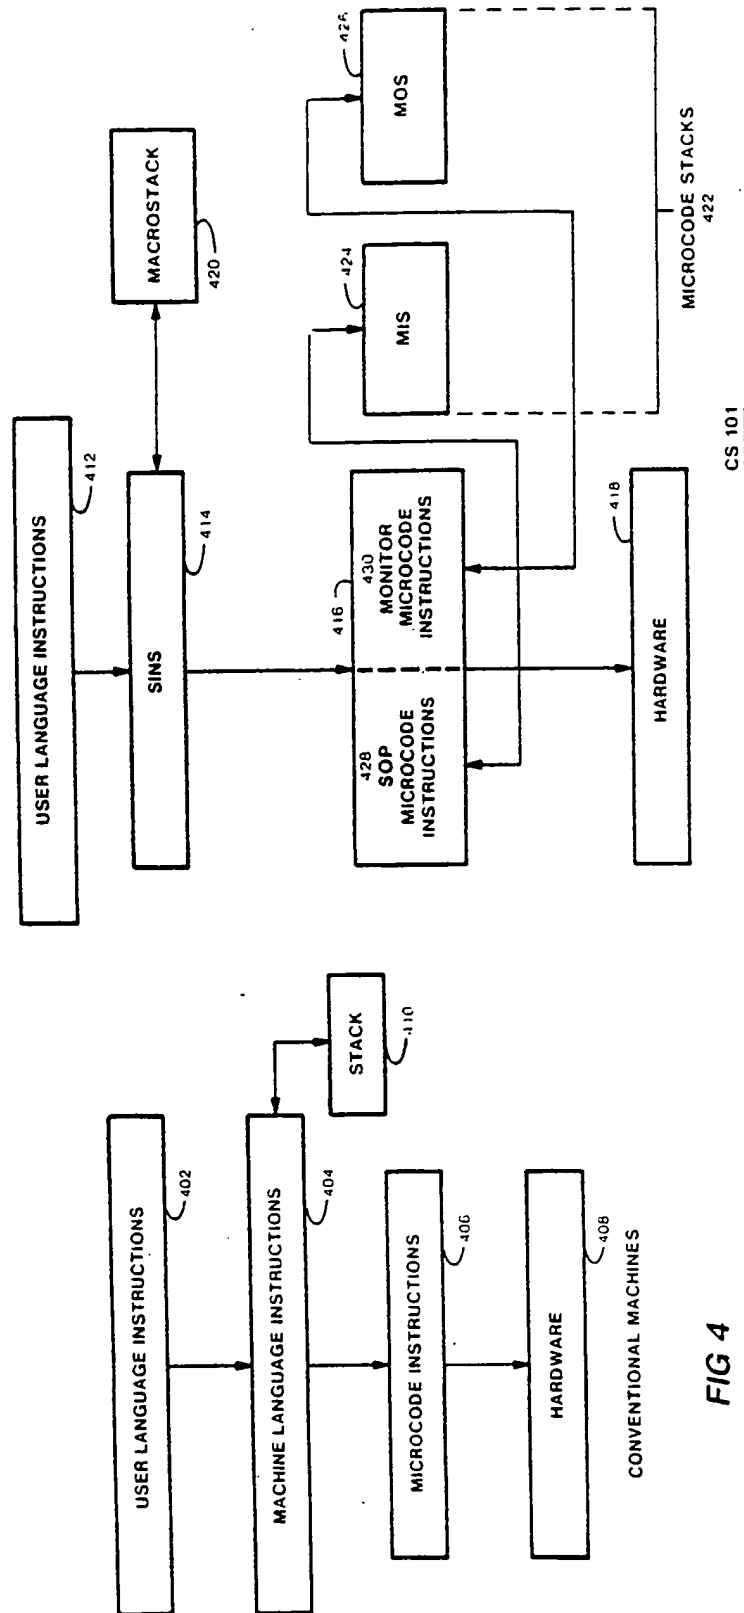 USER LANGUAGE INSTRUCTIONS
402
MACHINE LANGUAGE INSTRUCTIONS
404
STACK
410
MICROCODE INSTRUCTIONS
406
HARDWARE
408
CONVENTIONAL MACHINES
USER LANGUAGE INSTRUCTIONS
412
SINS
414
MACROSTACK
420
416
428
SOP
MICROCODE
INSTRUCTIONS
430
MONITOR
MICROCODE
INSTRUCTIONS
MIS
424
MOS
426
MICROCODE STACKS
422
HARDWARE
418
CS 101
FIG 4